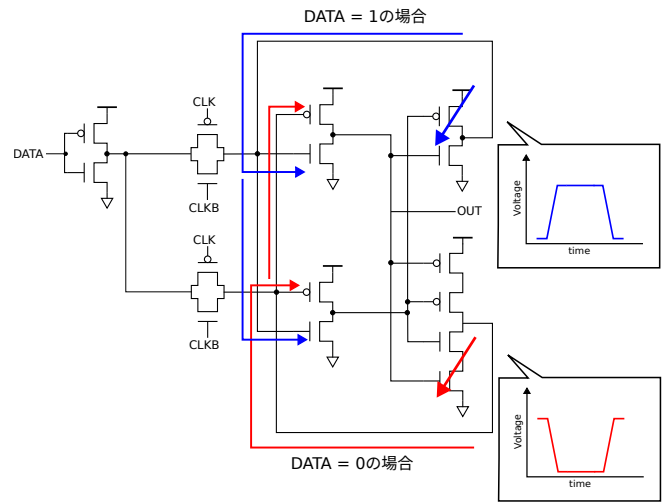 DATA = 1の場合
CLK
DATA
CLKB
OUT
Voltage
time
CLK
CLKB
Voltage
time
DATA = 0の場合